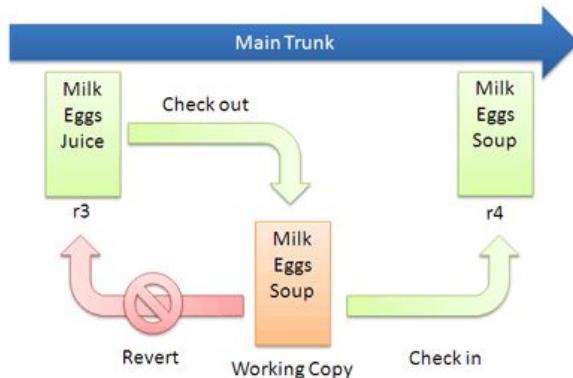 Main Trunk
Milk
Eggs
Juice
r3
Check out
Milk
Eggs
Soup
r4
Milk
Eggs
Soup
Working Copy
Revert
Check in